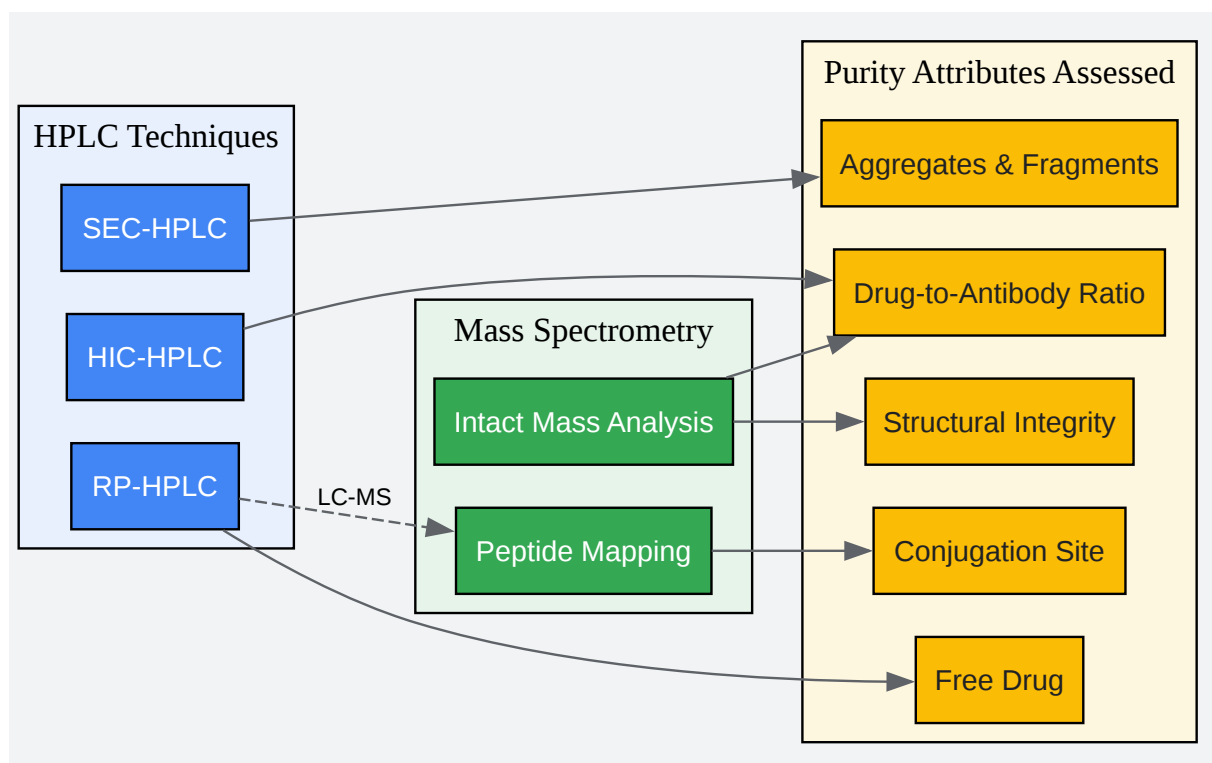 HPLC Techniques
SEC-HPLC
HIC-HPLC
RP-HPLC
LC-MS
Mass Spectrometry
Intact Mass Analysis
Peptide Mapping
Purity Attributes Assessed
Aggregates & Fragments
Drug-to-Antibody Ratio
Structural Integrity
Conjugation Site
Free Drug